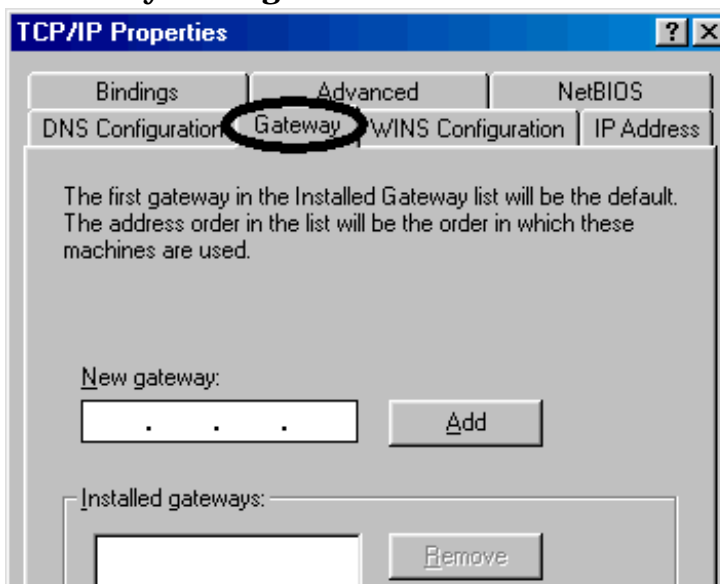 TCP/IP Properties ? ×
Bindings Advanced NetBIOS
DNS Configuration Gateway WINS Configuration IP Address
The first gateway in the Installed Gateway list will be the default.
The address order in the list will be the order in which these
machines are used.
New gateway:
. . . Add
Installed gateways:
Remove